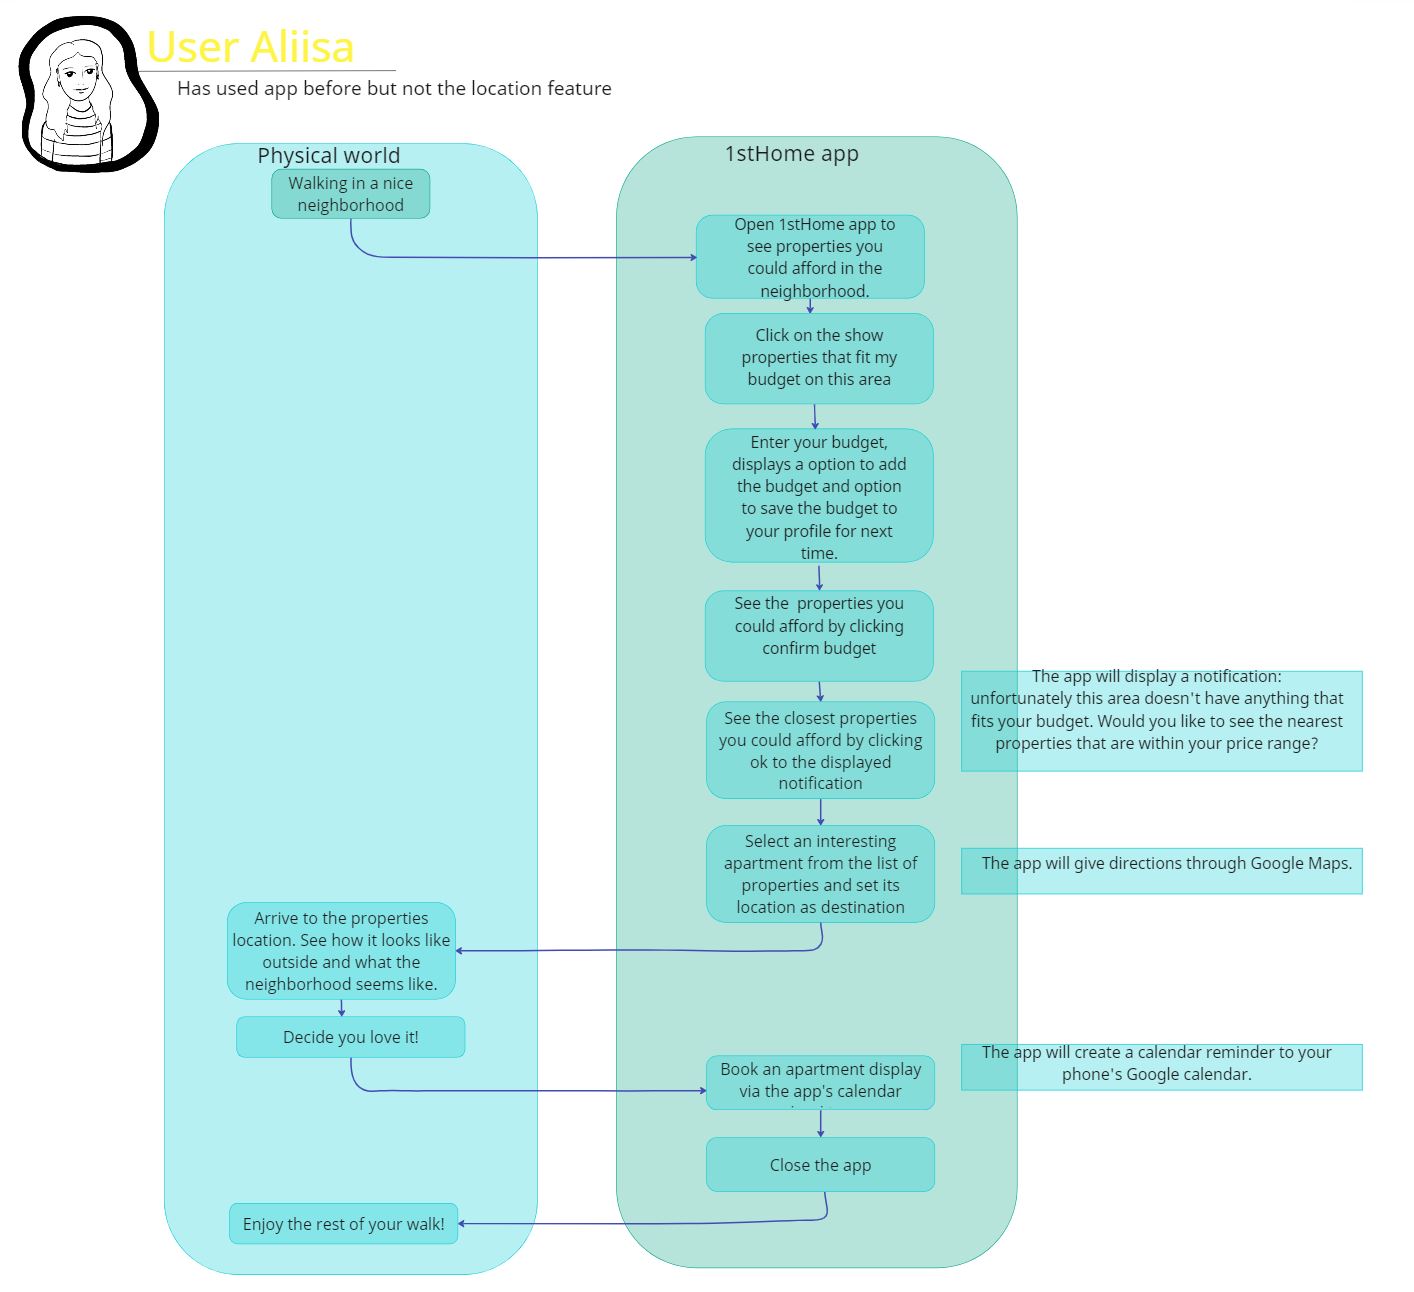 User Aliisa
Has used app before but not the location feature
Physical world
1stHome app
Walking in a nice
neighborhood
Open 1stHome app to
see properties you
could afford in the
neighborhood.
Click on the show
properties that fit my
budget on this area
Enter your budget,
displays a option to add
the budget and option
to save the budget to
your profile for next
time.
See the  properties you
could afford by clicking
confirm budget
The app will display a notification:
unfortunately this area doesn't have anything that
fits your budget. Would you like to see the nearest
properties that are within your price range?
See the closest properties
you could afford by clicking
ok to the displayed
notification
Select an interesting
apartment from the list of
properties and set its
location as destination
The app will give directions through Google Maps.
Arrive to the properties
location. See how it looks like
outside and what the
neighborhood seems like.
Decide you love it!
Book an apartment display
via the app's calendar
The app will create a calendar reminder to your
phone's Google calendar.
Close the app
Enjoy the rest of your walk!